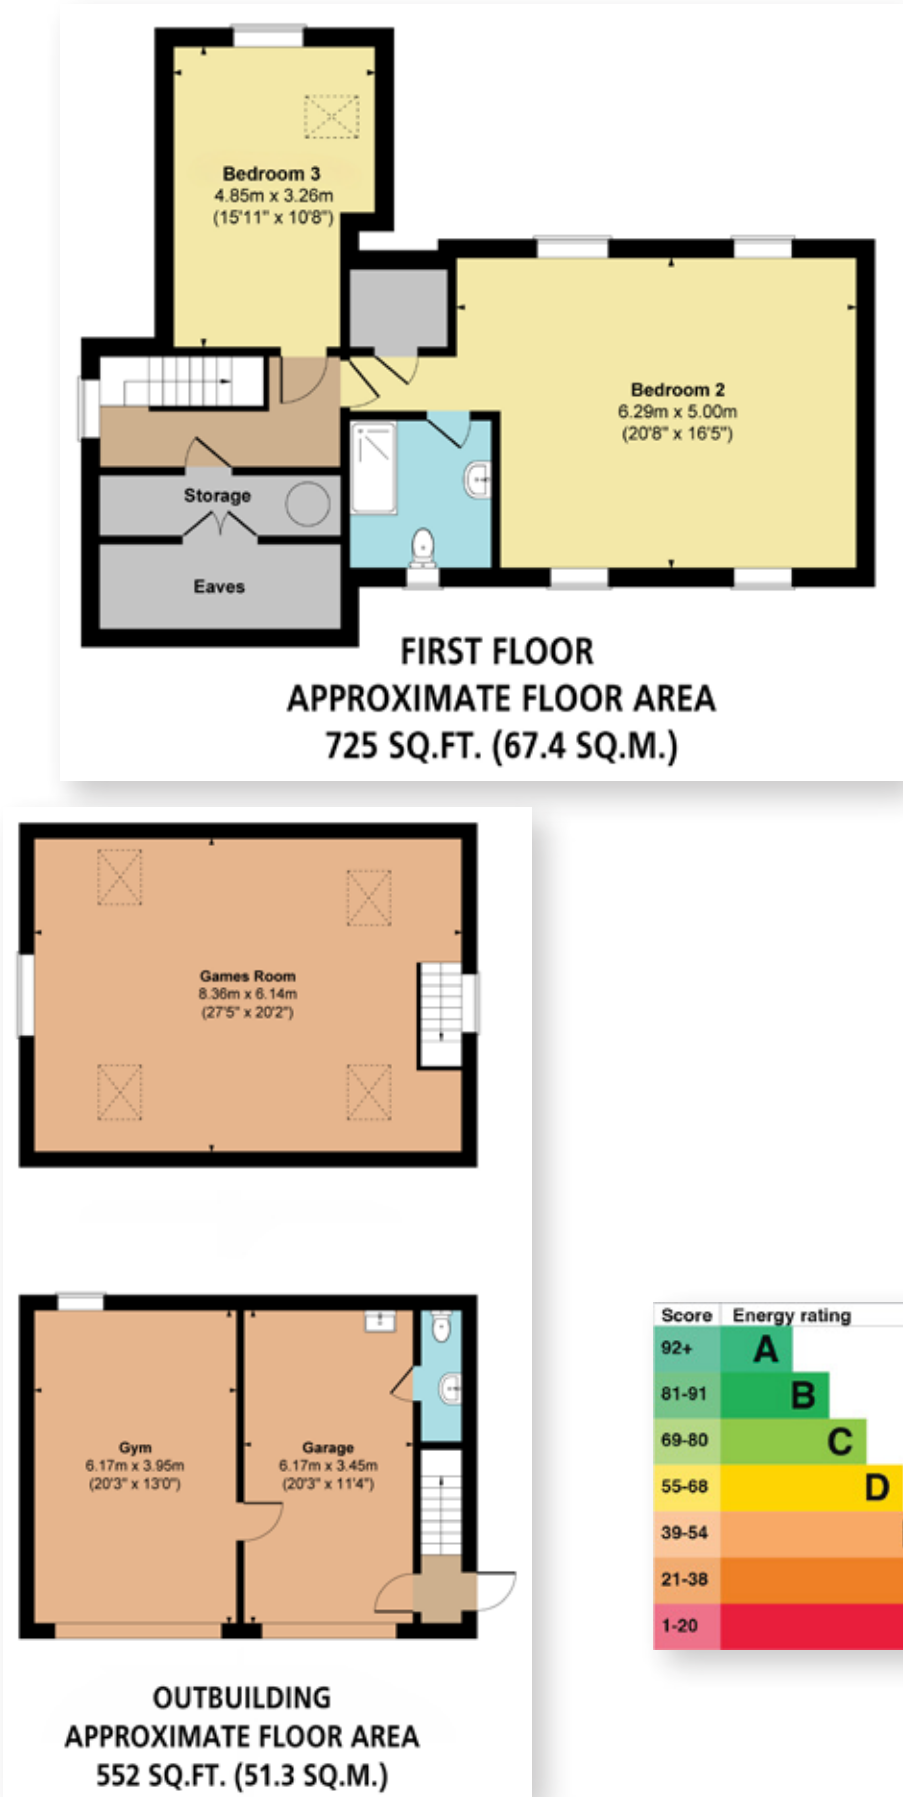 Bedroom 3
4.85m x 3.26m
(15'11" x 10'8")
Bedroom 2
6.29m x 5.00m
(20'8" x 16'5")
Storage
Eaves
FIRST FLOOR
APPROXIMATE FLOOR AREA
725 SQ.FT. (67.4 SQ.M.)
Games Room
8.36m x 6.14m
(27'5" x 20'2")
Gym
6.17m x 3.95m
(20'3" x 13'0")
Garage
6.17m x 3.45m
(20'3" x 11'4")
OUTBUILDING
APPROXIMATE FLOOR AREA
552 SQ.FT. (51.3 SQ.M.)
Score Energy rating
92+ A
81-91 B
69-80 C
55-68 D
39-54
21-38
1-20